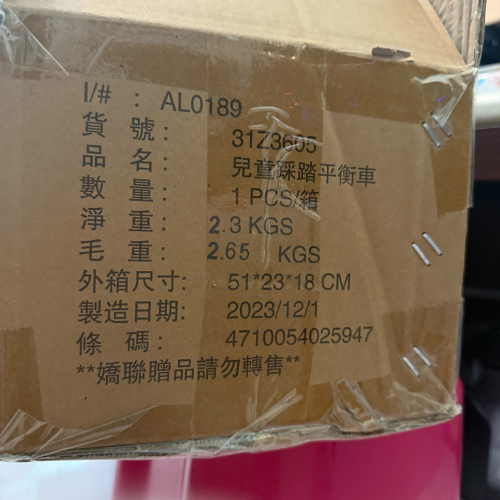 I/# : AL0189
貨 號 : 31Z3605
品 名 : 兒童踩踏平衡車
數 量 : 1 PCS/箱
淨 重 : 2.3 KGS
毛 重 : 2.65 KGS
外箱尺寸: 51*23*18 CM
製造日期: 2023/12/1
條 碼 : 4710054025947
**嬌聯贈品請勿轉售**